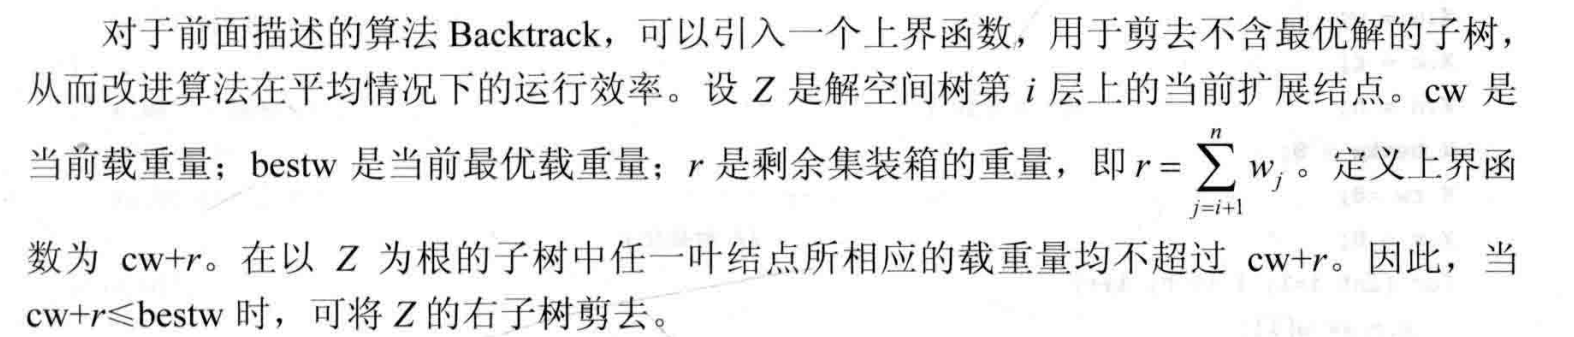 对于前面描述的算法 Backtrack，可以引入一个上界函数，用于剪去不含最优解的子树，
从而改进算法在平均情况下的运行效率。设 Z 是解空间树第 i 层上的当前扩展结点。cw 是
当前载重量；bestw 是当前最优载重量；r 是剩余集装箱的重量，即 r = ∑_{j=i+1}^{n} w_j。定义上界函
数为 cw+r。在以 Z 为根的子树中任一叶结点所相应的载重量均不超过 cw+r。因此，当
cw+r≤bestw 时，可将 Z 的右子树剪去。